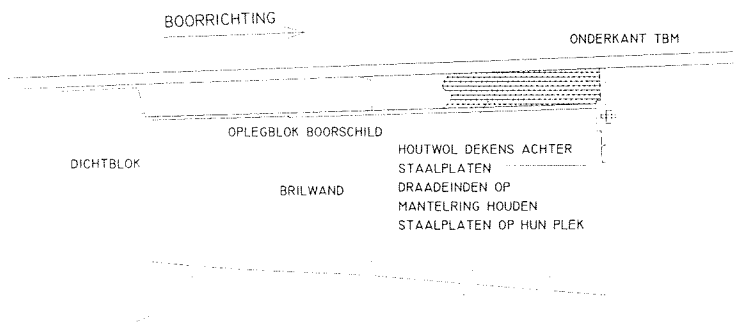 BOORRICHTING
ONDERKANT TBM
OPLEGBLOK BOORSCHILD
DICHTBLOK
BRILWAND
HOUTWOL DEKENS ACHTER
STAALPLATEN
DRAADEINDEN OP
MANTELRING HOUDEN
STAALPLATEN OP HUN PLEK